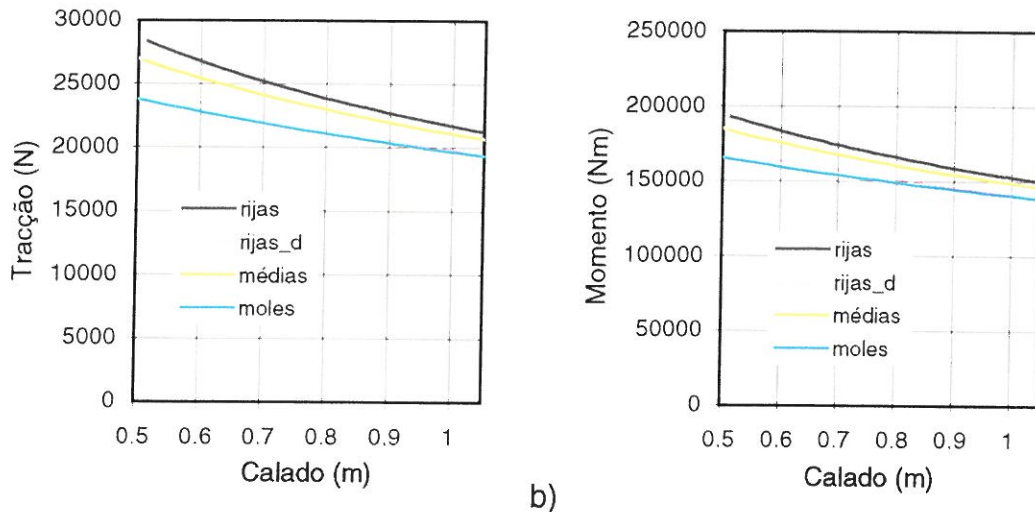 30000
25000
20000
15000
10000
5000
0
Tracção (N)
rijas
rijas_d
médias
moles
0.5 0.6 0.7 0.8 0.9 1
Calado (m)
b)
250000
200000
150000
100000
50000
0
Momento (Nm)
rijas
rijas_d
médias
moles
0.5 0.6 0.7 0.8 0.9 1
Calado (m)